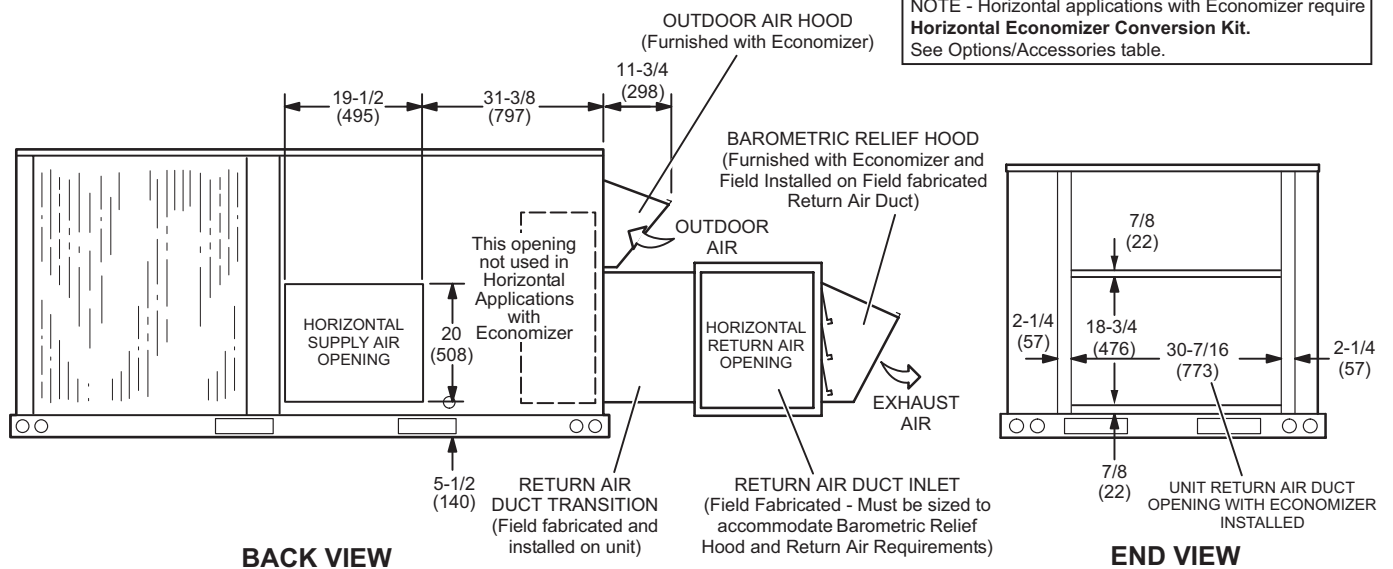 NOTE - Horizontal applications with Economizer require
Horizontal Economizer Conversion Kit.
See Options/Accessories table.
OUTDOOR AIR HOOD
(Furnished with Economizer)
19-1/2
(495)
31-3/8
(797)
11-3/4
(298)
BAROMETRIC RELIEF HOOD
(Furnished with Economizer and
Field Installed on Field fabricated
Return Air Duct)
OUTDOOR
AIR
This opening
not used in
Horizontal
Applications
with
Economizer
HORIZONTAL
SUPPLY AIR
OPENING
20
(508)
HORIZONTAL
RETURN AIR
OPENING
EXHAUST
AIR
5-1/2
(140)
RETURN AIR
DUCT TRANSITION
(Field fabricated and
installed on unit)
RETURN AIR DUCT INLET
(Field Fabricated - Must be sized to
accommodate Barometric Relief
Hood and Return Air Requirements)
BACK VIEW
7/8
(22)
2-1/4
(57)
18-3/4
(476)
30-7/16
(773)
2-1/4
(57)
7/8
(22)
UNIT RETURN AIR DUCT
OPENING WITH ECONOMIZER
INSTALLED
END VIEW